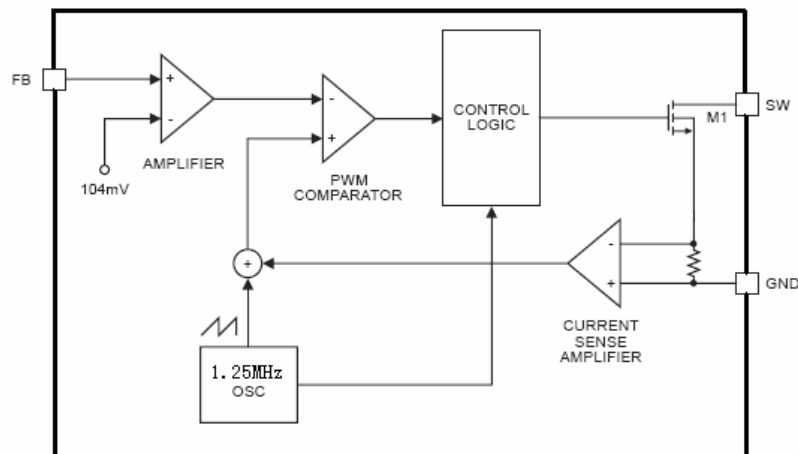 FB
+
-
104mV
AMPLIFIER
-
+
PWM
COMPARATOR
CONTROL
LOGIC
M1
SW
+
-
+
CURRENT
SENSE
AMPLIFIER
GND
1.25MHz
OSC